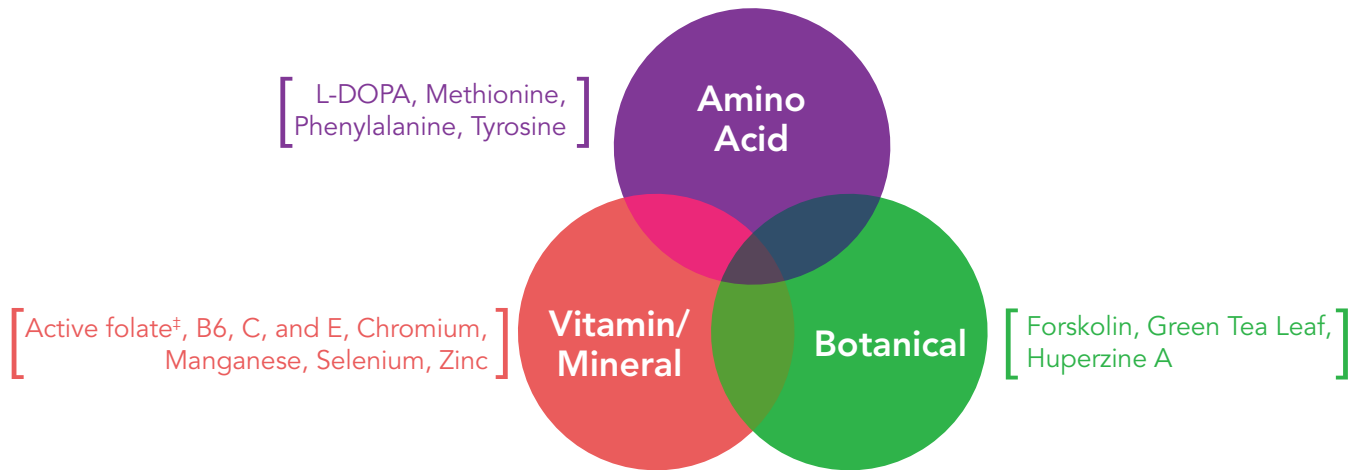 L-DOPA, Methionine,
Phenylalanine, Tyrosine
Amino
Acid
Active folate‡, B6, C, and E, Chromium,
Manganese, Selenium, Zinc
Vitamin/
Mineral
Botanical
Forskolin, Green Tea Leaf,
Huperzine A